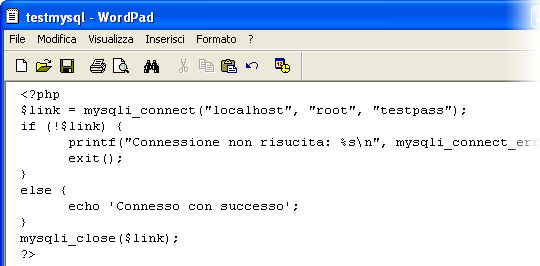 testmysql - WordPad
File Modifica Visualizza Inserisci Formato ?
<?php
$link = mysqli_connect("localhost", "root", "testpass");
if (!$link) {
printf("Connessione non risucita: %s\n", mysqli_connect_err
exit();
}
else {
echo 'Connesso con successo';
}
mysqli_close($link);
?>